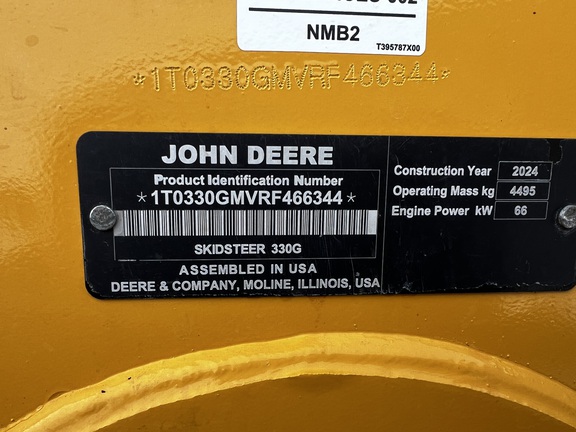 NMB2
T395787X00
*1T0330GMVRF466344*
JOHN DEERE
Product Identification Number
*1T0330GMVRF466344*
SKIDSTEER 330G
ASSEMBLED IN USA
DEERE & COMPANY, MOLINE, ILLINOIS, USA
Construction Year 2024
Operating Mass kg 4495
Engine Power kW 66